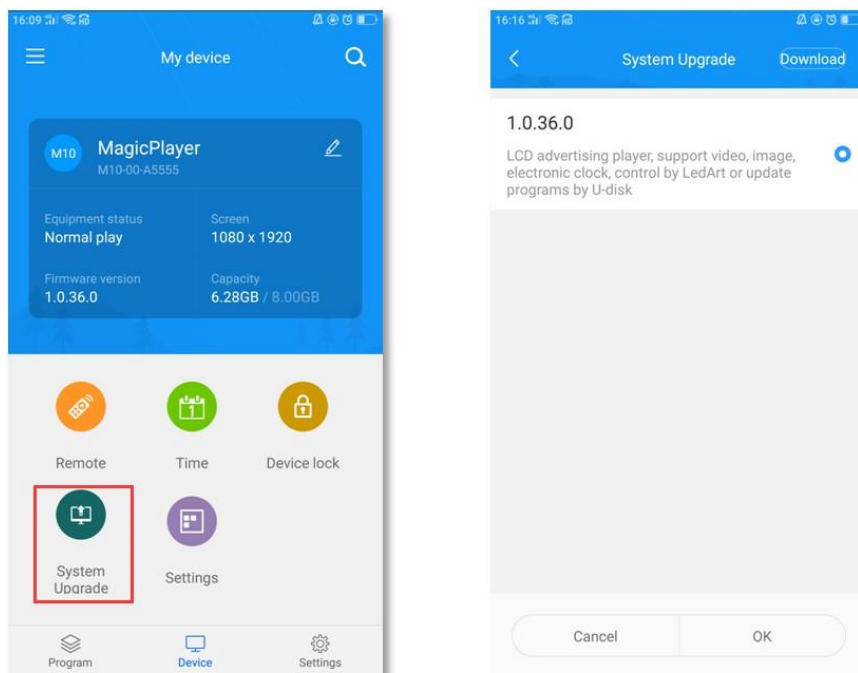 16:09
My device
M10
MagicPlayer
M10-00-A5555
Equipment status
Normal play
Screen
1080 x 1920
Firmware version
1.0.36.0
Capacity
6.28GB / 8.00GB
1
Remote
Time
Device lock
System
Upgrade
Settings
Program
Device
Settings
16:16
System Upgrade
Download
1.0.36.0
LCD advertising player, support video, image,
electronic clock, control by LedArt or update
programs by U-disk
Cancel
OK